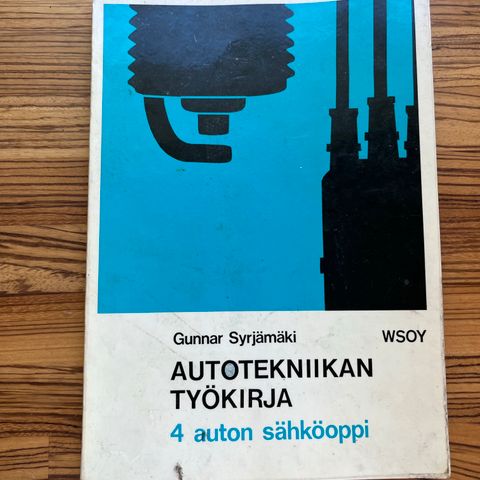 Gunnar Syrjämäki WSOY
AUTOTEKNIIKAN
TYÖKIRJA
4 auton sähköoppi